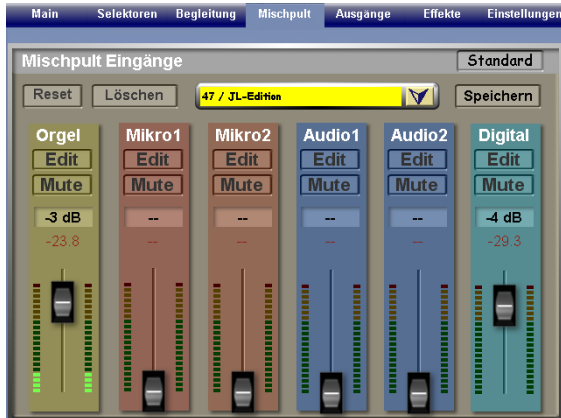 Main Selektoren Begleitung Mischpult Ausgänge Effekte Einstellungen
Mischpult Eingänge Standard
Reset Löschen 47 / JL-Edition Speichern
Orgel Mikro1 Mikro2 Audio1 Audio2 Digital
Edit Edit Edit Edit Edit Edit
Mute Mute Mute Mute Mute Mute
-3 dB -- -- -- -- -4 dB
-23.8 -- -- -- -- -29.3